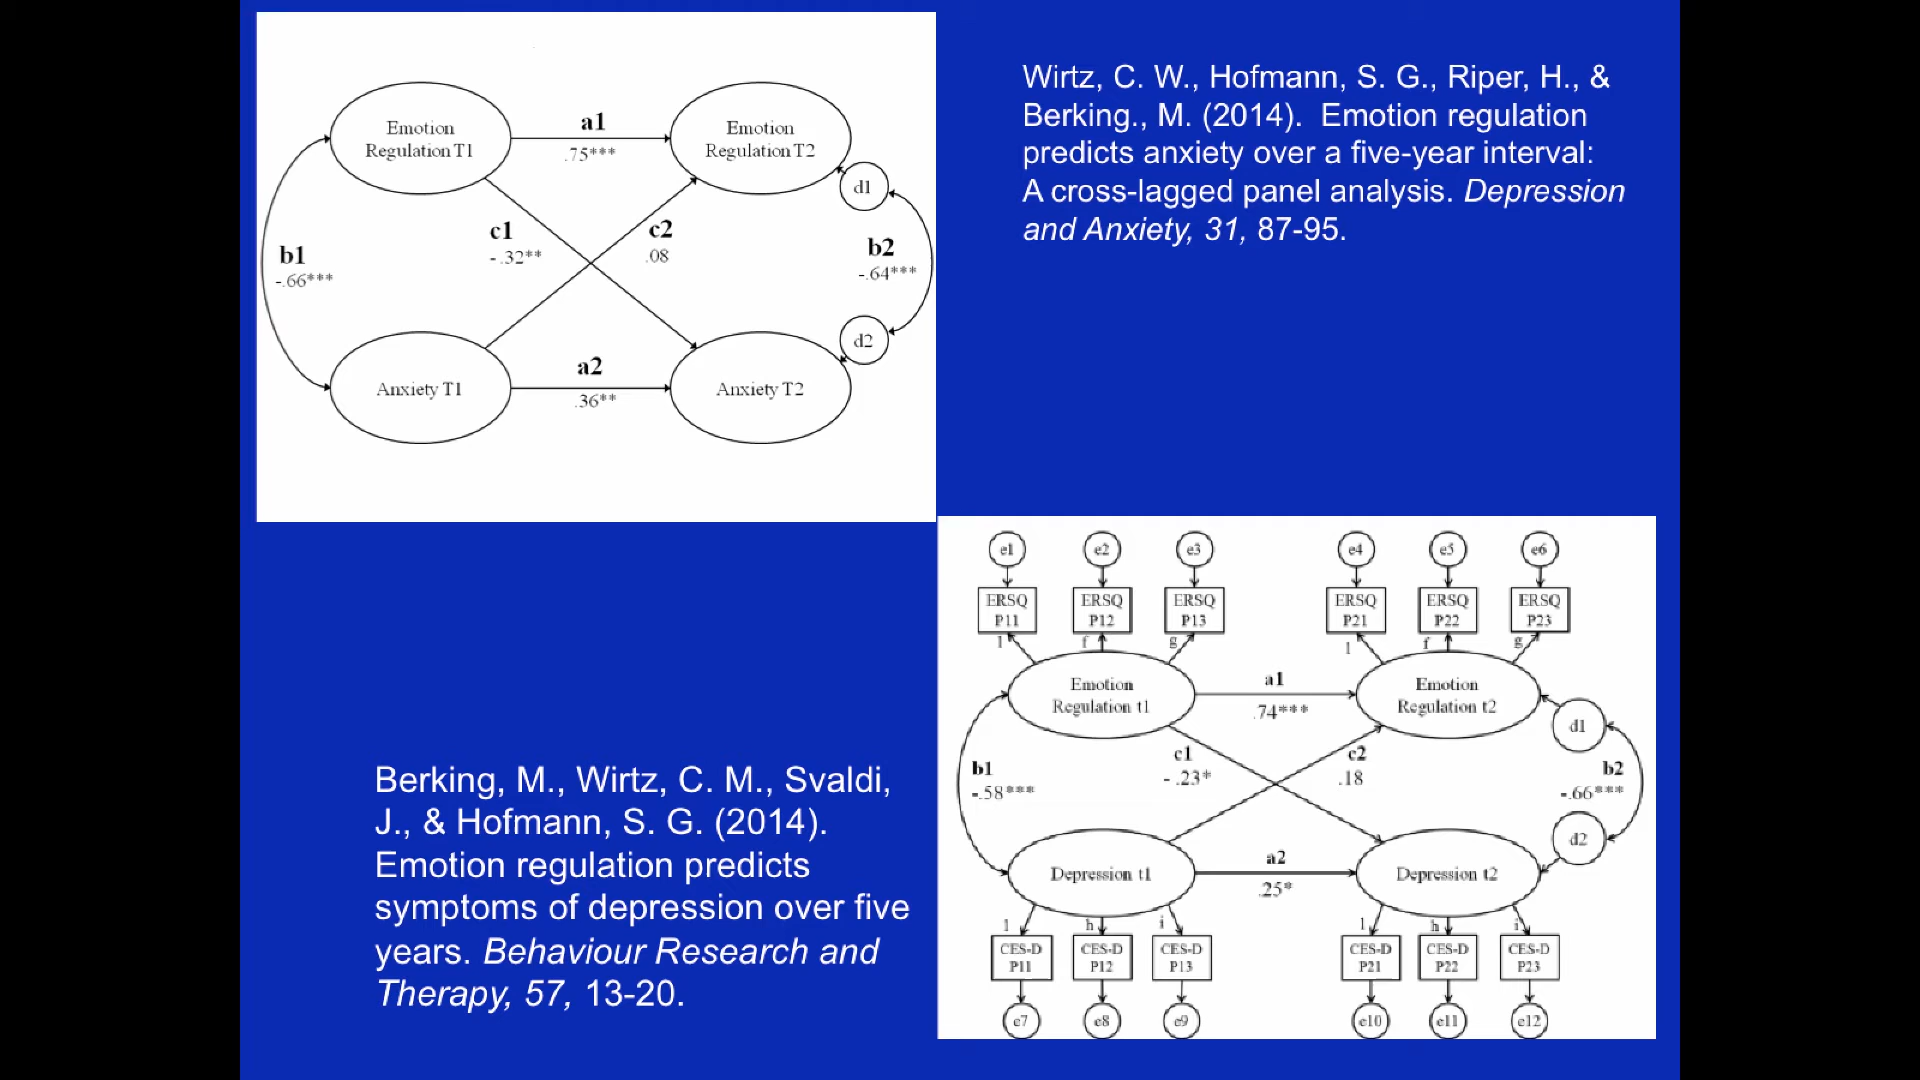 Emotion
Regulation T1
a1
.75***
Emotion
Regulation T2
d1
c1
-.32**
c2
.08
b1
-.66***
b2
-.64***
d2
Anxiety T1
a2
.36**
Anxiety T2
Wirtz, C. W., Hofmann, S. G., Riper, H., &
Berking., M. (2014). Emotion regulation
predicts anxiety over a five-year interval:
A cross-lagged panel analysis. Depression
and Anxiety, 31, 87-95.
Berking, M., Wirtz, C. M., Svaldi,
J., & Hofmann, S. G. (2014).
Emotion regulation predicts
symptoms of depression over five
years. Behaviour Research and
Therapy, 57, 13-20.
e1 e2 e3 e4 e5 e6
ERSQ P11
ERSQ P12
ERSQ P13
ERSQ P21
ERSQ P22
ERSQ P23
1 f g 1 f g
Emotion
Regulation t1
a1
.74***
Emotion
Regulation t2
d1
c1
-.23*
c2
.18
b1
-.58***
b2
-.66***
d2
Depression t1
a2
.25*
Depression t2
1 h i 1 h i
CES-D P11
CES-D P12
CES-D P13
CES-D P21
CES-D P22
CES-D P23
e7 e8 e9 e10 e11 e12